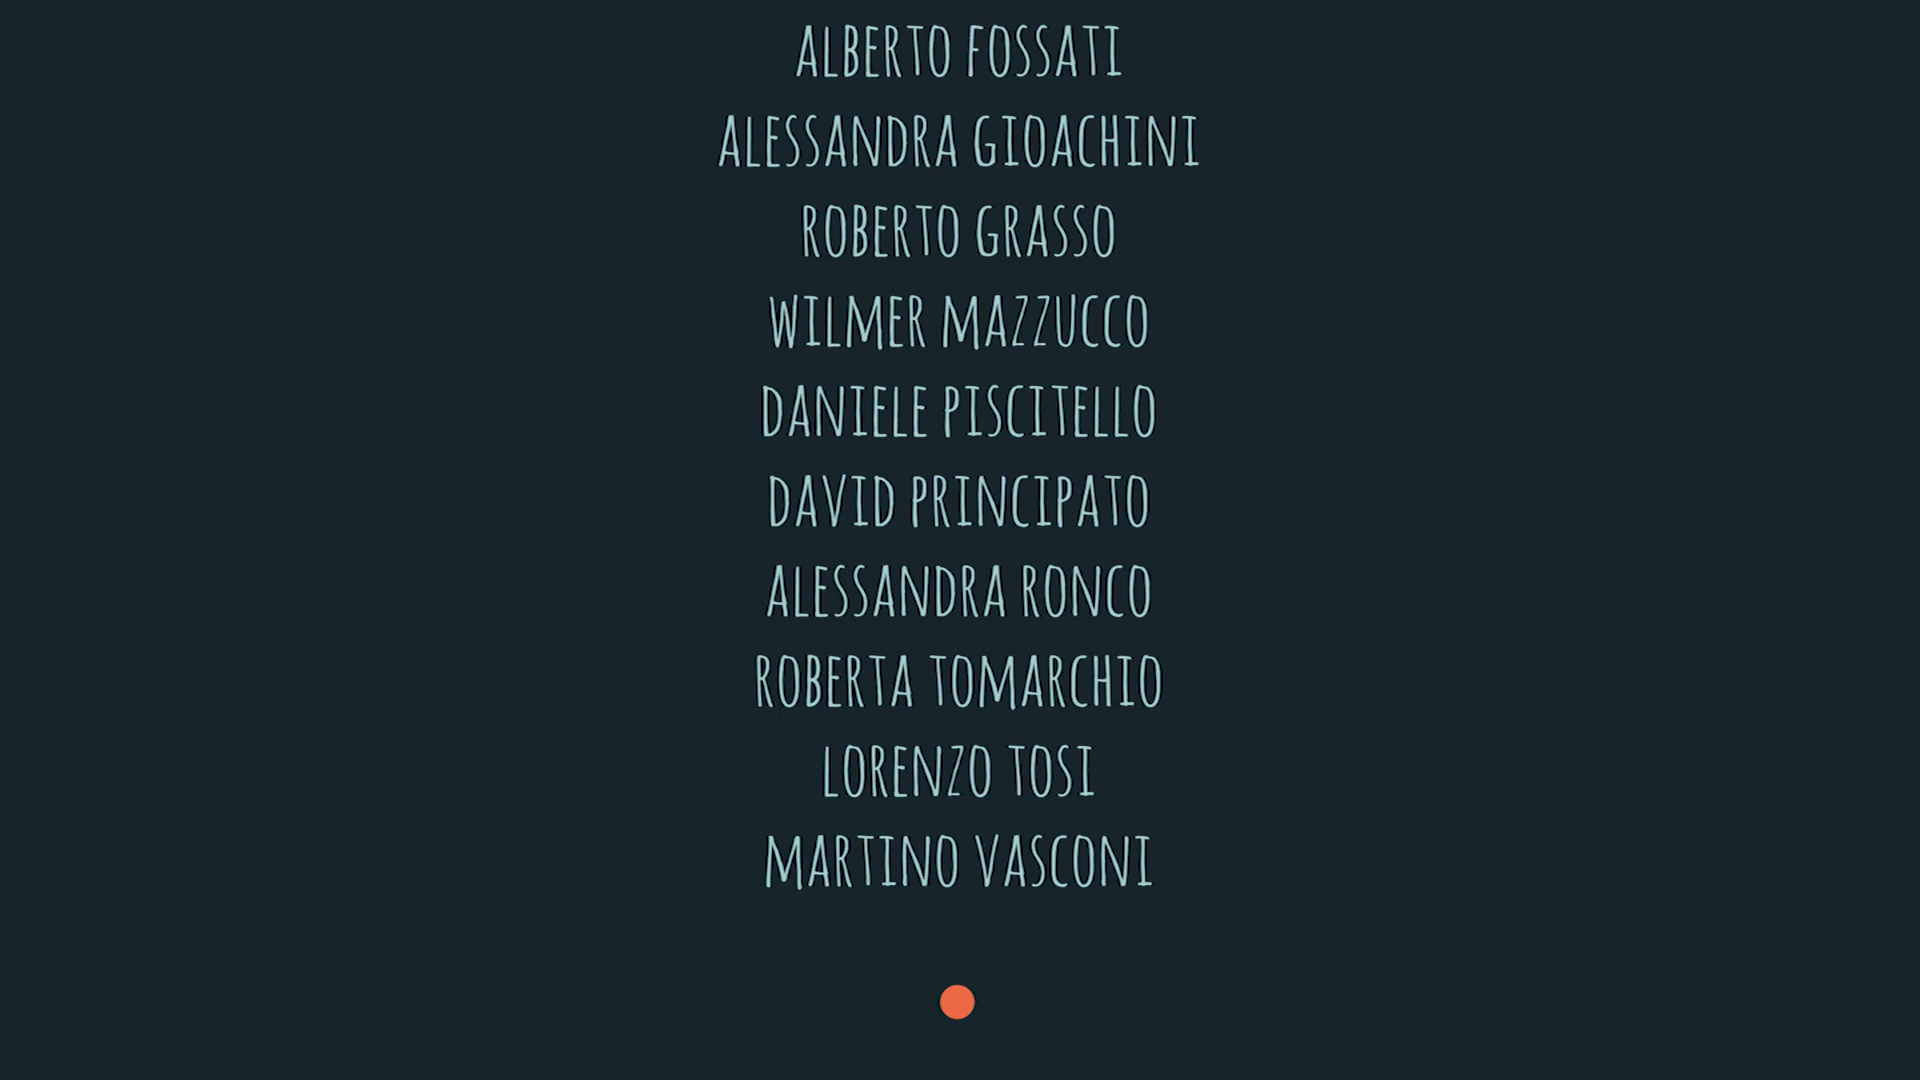 ALBERTO FOSSATI
ALESSANDRA GIOACHINI
ROBERTO GRASSO
WILMER MAZZUCCO
DANIELE PISCITELLO
DAVID PRINCIPATO
ALESSANDRA RONCO
ROBERTA TOMARCHIO
LORENZO TOSI
MARTINO VASCONI